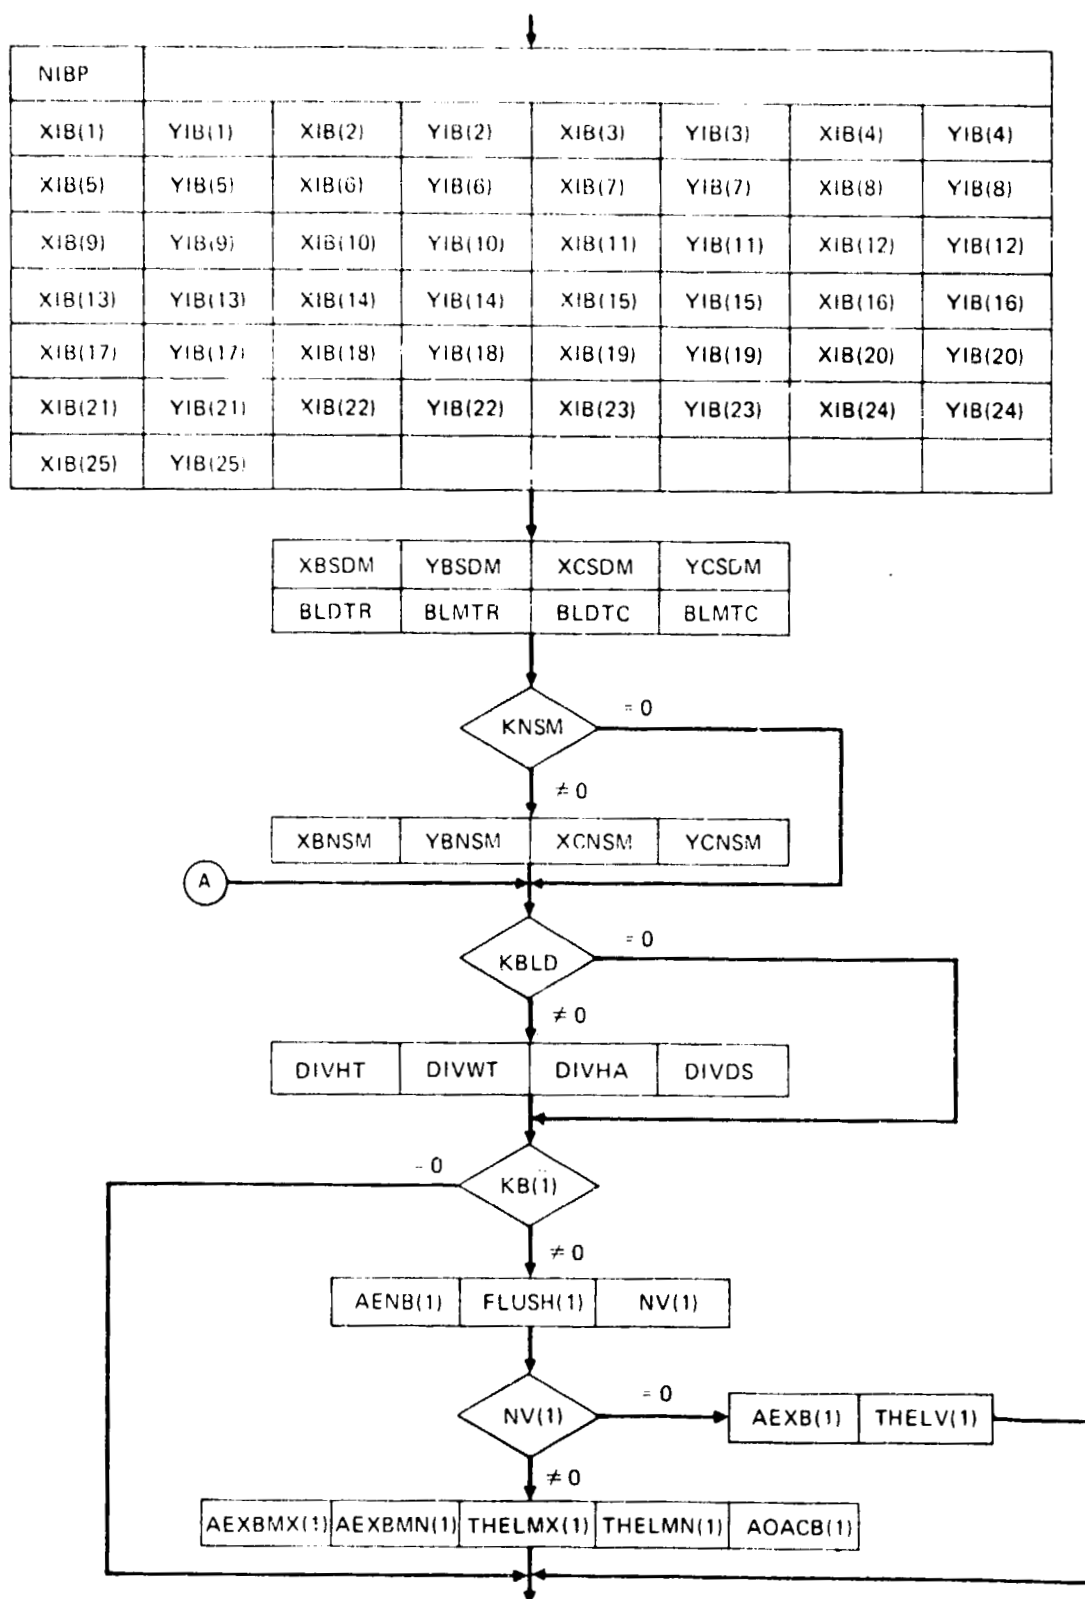 NIBP
XIB(1) YIB(1) XIB(2) YIB(2) XIB(3) YIB(3) XIB(4) YIB(4)
XIB(5) YIB(5) XIB(6) YIB(6) XIB(7) YIB(7) XIB(8) YIB(8)
XIB(9) YIB(9) XIB(10) YIB(10) XIB(11) YIB(11) XIB(12) YIB(12)
XIB(13) YIB(13) XIB(14) YIB(14) XIB(15) YIB(15) XIB(16) YIB(16)
XIB(17) YIB(17) XIB(18) YIB(18) XIB(19) YIB(19) XIB(20) YIB(20)
XIB(21) YIB(21) XIB(22) YIB(22) XIB(23) YIB(23) XIB(24) YIB(24)
XIB(25) YIB(25)
XBSDM YBSDM XCSDM YCSDM
BLDTR BLMTR BLDTC BLMTC
= 0
KNSM
≠ 0
XBNSM YBNSM XCNSM YCNSM
A
= 0
KBLD
≠ 0
DIVHT DIVWT DIVHA DIVDS
= 0
KB(1)
≠ 0
AENB(1) FLUSH(1) NV(1)
= 0
NV(1)
AEXB(1) THELV(1)
≠ 0
AEXBMX(1) AEXBMN(1) THELMX(1) THELMN(1) AOACB(1)